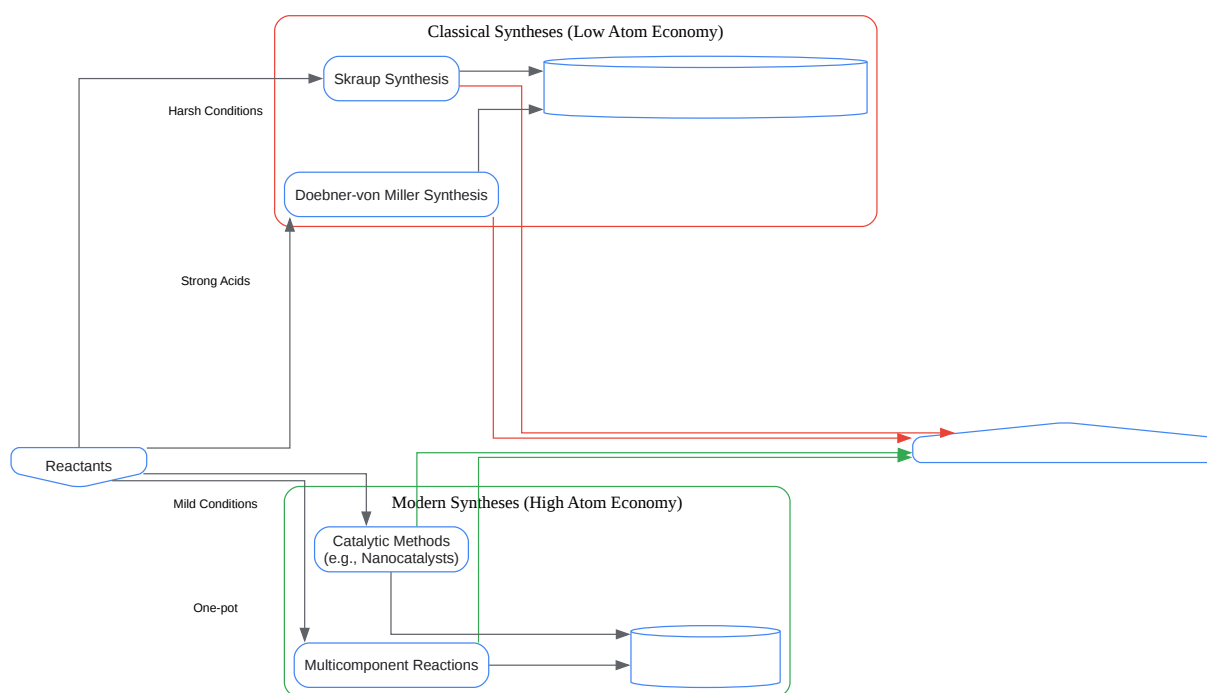 Classical Syntheses (Low Atom Economy)
Skraup Synthesis
Harsh Conditions
Doebner-von Miller Synthesis
Strong Acids
Reactants
Mild Conditions
Modern Syntheses (High Atom Economy)
Catalytic Methods
(e.g., Nanocatalysts)
One-pot
Multicomponent Reactions